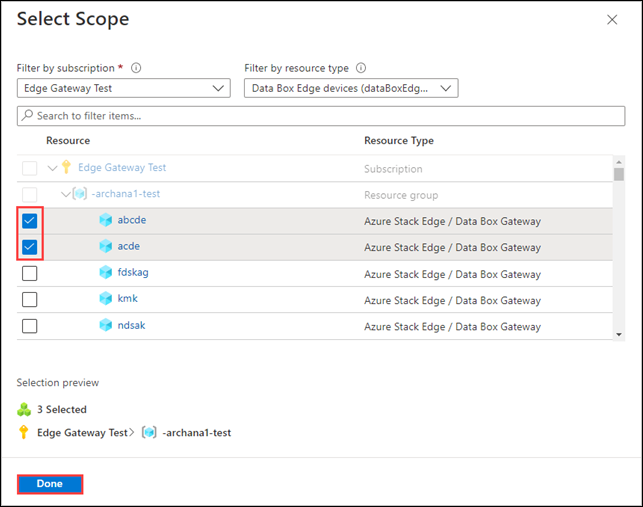 Select Scope
Filter by subscription * Filter by resource type
Edge Gateway Test Data Box Edge devices (dataBoxEdg...
Search to filter items...
Resource Resource Type
Edge Gateway Test Subscription
-archana1-test Resource group
abcde Azure Stack Edge / Data Box Gateway
acde Azure Stack Edge / Data Box Gateway
fdskag Azure Stack Edge / Data Box Gateway
kmk Azure Stack Edge / Data Box Gateway
ndsak Azure Stack Edge / Data Box Gateway
Selection preview
3 Selected
Edge Gateway Test> -archana1-test
Done